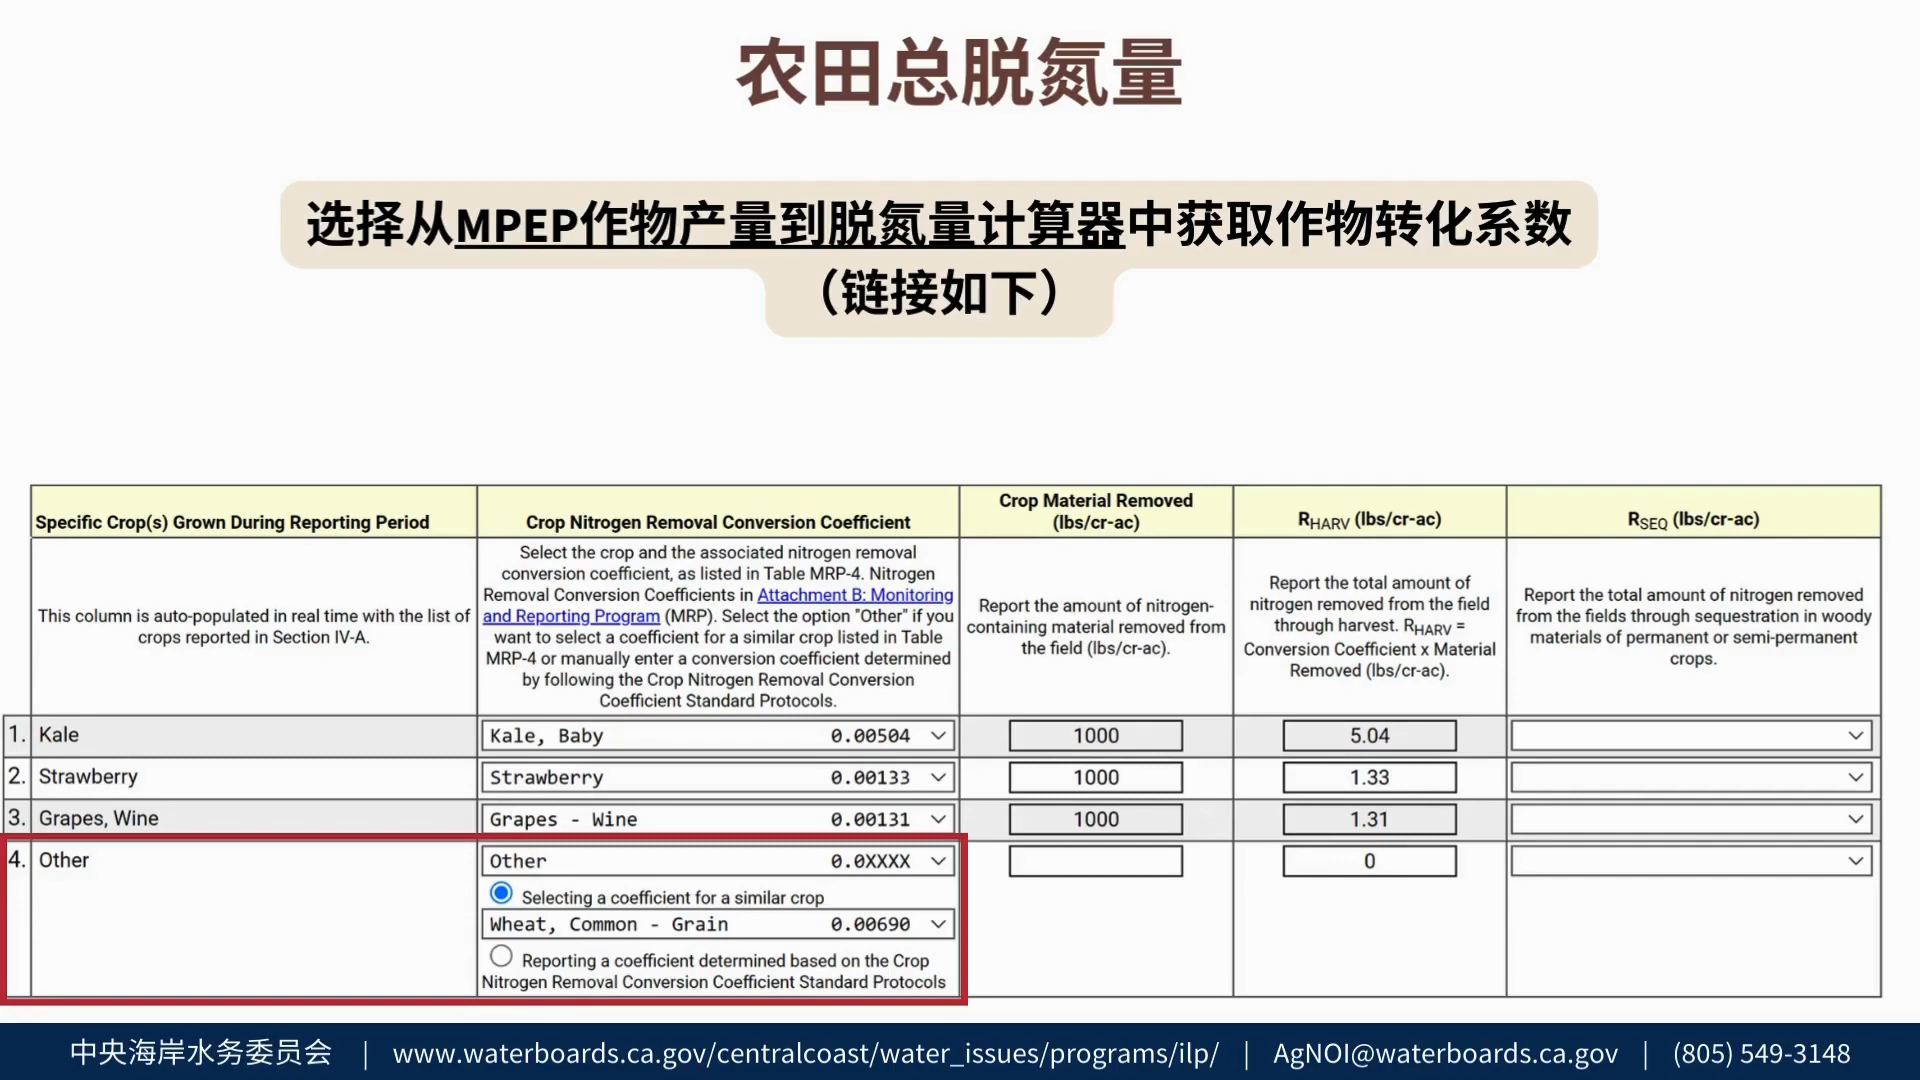 农田总脱氮量
选择从MPEP作物产量到脱氮量计算器中获取作物转化系数
（链接如下）
Specific Crop(s) Grown During Reporting Period
Crop Nitrogen Removal Conversion Coefficient
Crop Material Removed
(lbs/cr-ac)
RHARV (lbs/cr-ac)
RSEQ (lbs/cr-ac)
This column is auto-populated in real time with the list of
crops reported in Section IV-A.
Select the crop and the associated nitrogen removal
conversion coefficient, as listed in Table MRP-4. Nitrogen
Removal Conversion Coefficients in Attachment B: Monitoring
and Reporting Program (MRP). Select the option "Other" if you
want to select a coefficient for a similar crop listed in Table
MRP-4 or manually enter a conversion coefficient determined
by following the Crop Nitrogen Removal Conversion
Coefficient Standard Protocols.
Report the amount of nitrogen-
containing material removed from
the field (lbs/cr-ac).
Report the total amount of
nitrogen removed from the field
through harvest. RHARV =
Conversion Coefficient x Material
Removed (lbs/cr-ac).
Report the total amount of nitrogen removed
from the fields through sequestration in woody
materials of permanent or semi-permanent
crops.
1. Kale Kale, Baby 0.00504 1000 5.04
2. Strawberry Strawberry 0.00133 1000 1.33
3. Grapes, Wine Grapes - Wine 0.00131 1000 1.31
4. Other Other 0.0XXXX 0
Selecting a coefficient for a similar crop
Wheat, Common - Grain 0.00690
Reporting a coefficient determined based on the Crop
Nitrogen Removal Conversion Coefficient Standard Protocols
中央海岸水务委员会 | www.waterboards.ca.gov/centralcoast/water_issues/programs/ilp/ | AgNOI@waterboards.ca.gov | (805) 549-3148